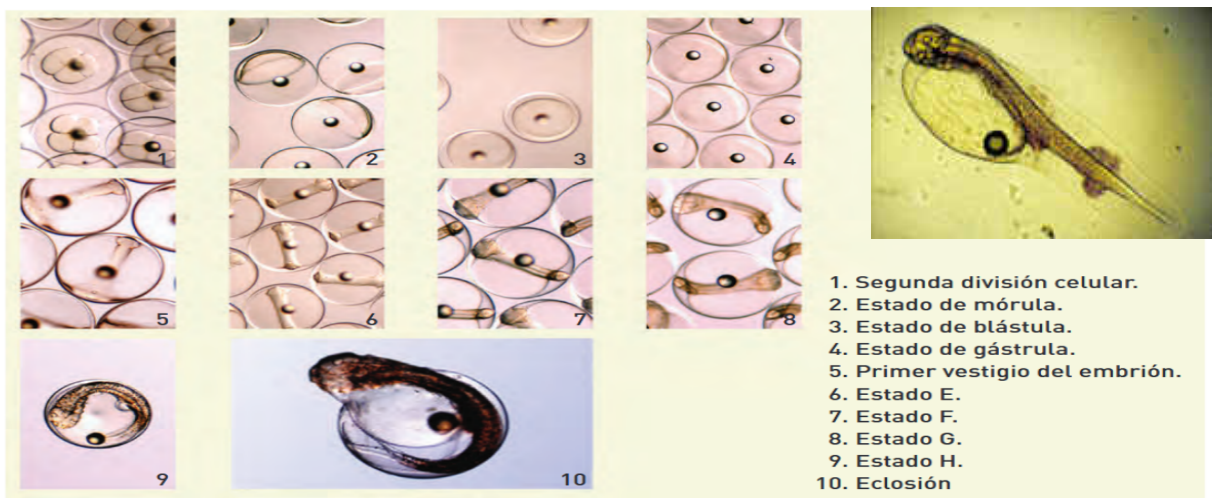 1
2
3
4
5
6
7
8
9
10
1. Segunda división celular.
2. Estado de mórula.
3. Estado de blástula.
4. Estado de gástrula.
5. Primer vestigio del embrión.
6. Estado E.
7. Estado F.
8. Estado G.
9. Estado H.
10. Eclosión